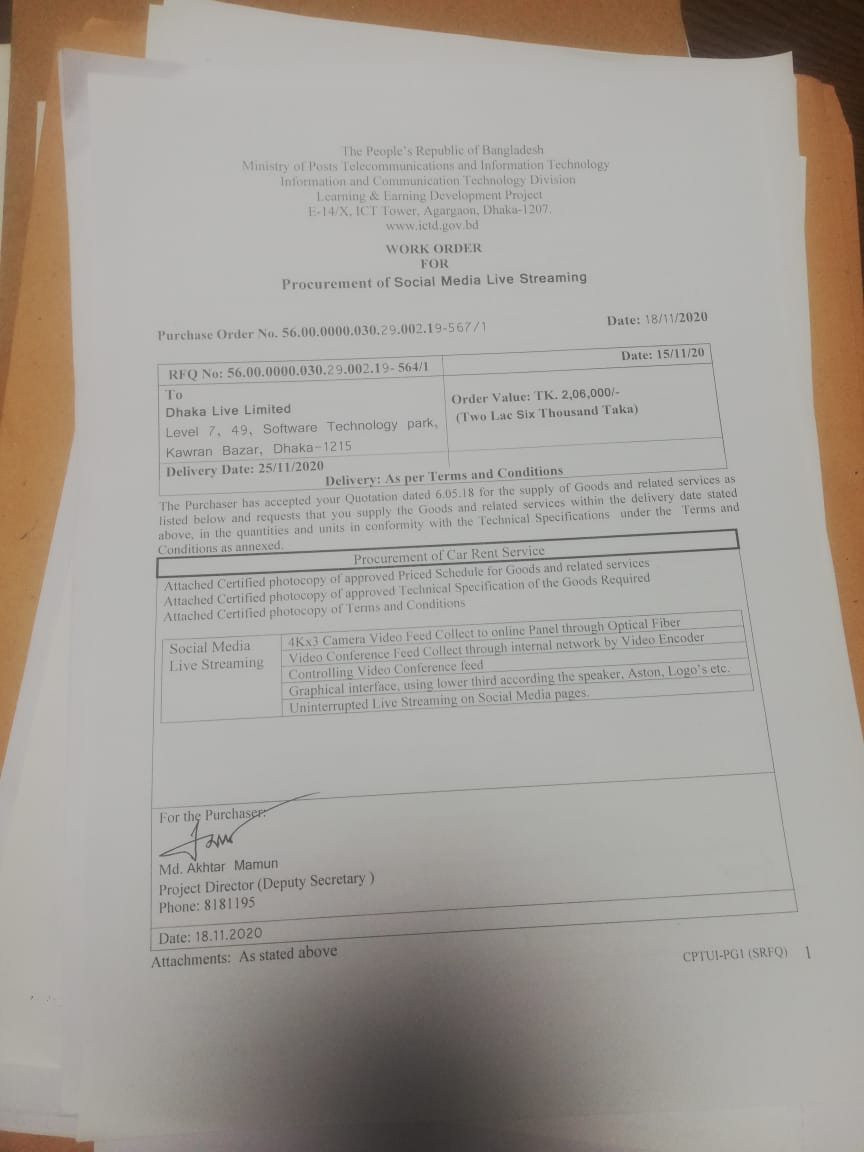 The People's Republic of Bangladesh
Ministry of Posts Telecommunications and Information Technology
Information and Communication Technology Division
Learning & Earning Development Project
E-14/X, ICT Tower, Agargaon, Dhaka-1207.
www.ictd.gov.bd
WORK ORDER
FOR
Procurement of Social Media Live Streaming
Purchase Order No. 56.00.0000.030.29.002.19-567/1
Date: 18/11/2020
RFQ No: 56.00.0000.030.29.002.19- 564/1
Date: 15/11/20
To
Dhaka Live Limited
Level 7, 49, Software Technology park,
Kawran Bazar, Dhaka-1215
Order Value: TK. 2,06,000/-
(Two Lac Six Thousand Taka)
Delivery Date: 25/11/2020
Delivery: As per Terms and Conditions
The Purchaser has accepted your Quotation dated 6.05.18 for the supply of Goods and related services as
listed below and requests that you supply the Goods and related services within the delivery date stated
above, in the quantities and units in conformity with the Technical Specifications under the Terms and
Conditions as annexed.
Procurement of Car Rent Service
Attached Certified photocopy of approved Priced Schedule for Goods and related services
Attached Certified photocopy of approved Technical Specification of the Goods Required
Attached Certified photocopy of Terms and Conditions
Social Media
Live Streaming
4Kx3 Camera Video Feed Collect to online Panel through Optical Fiber
Video Conference Feed Collect through internal network by Video Encoder
Controlling Video Conference feed
Graphical interface, using lower third according the speaker, Aston, Logo's etc.
Uninterrupted Live Streaming on Social Media pages.
For the Purchaser:
Md. Akhtar Mamun
Project Director (Deputy Secretary )
Phone: 8181195
Date: 18.11.2020
Attachments: As stated above
CPTUI-PG1 (SRFQ) 1